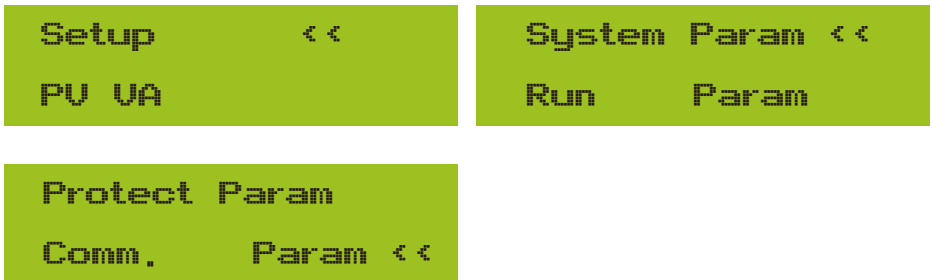 Setup <<
PV VA
System Param <<
Run Param
Protect Param
Comm. Param <<